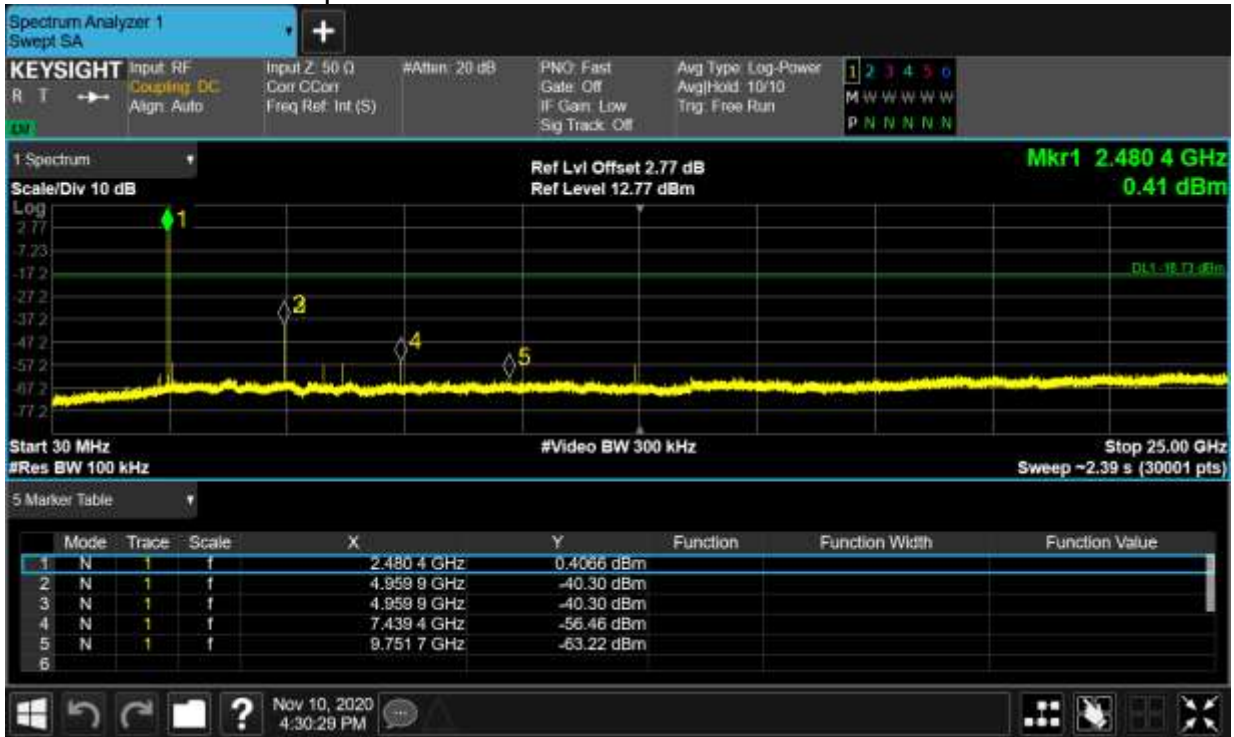 Spectrum Analyzer 1
Swept SA
+
KEYSIGHT Input: RF Input Z: 50 Ω #Atten: 20 dB PNO: Fast Avg Type: Log-Power 1 2 3 4 5 6
R T Coupling: DC Corr CCorr Gate: Off Avg|Hold: 10/10 M W W W W W
Align: Auto Freq Ref: Int (S) IF Gain: Low Trig: Free Run P N N N N N
Sig Track: Off
1 Spectrum
Ref Lvl Offset 2.77 dB Mkr1 2.480 4 GHz
Scale/Div 10 dB Ref Level 12.77 dBm 0.41 dBm
Log
1
2.77
-7.23
-17.2 DL1 -18.73 dBm
-27.2
-37.2
-47.2 4
-57.2 5
-67.2
-77.2
Start 30 MHz #Video BW 300 kHz Stop 25.00 GHz
#Res BW 100 kHz Sweep ~2.39 s (30001 pts)
5 Marker Table
Mode Trace Scale X Y Function Function Width Function Value
1 N 1 f 2.480 4 GHz 0.4066 dBm
2 N 1 f 4.959 9 GHz -40.30 dBm
3 N 1 f 4.959 9 GHz -40.30 dBm
4 N 1 f 7.439 4 GHz -56.46 dBm
5 N 1 f 9.751 7 GHz -63.22 dBm
6
? Nov 10, 2020
4:30:29 PM